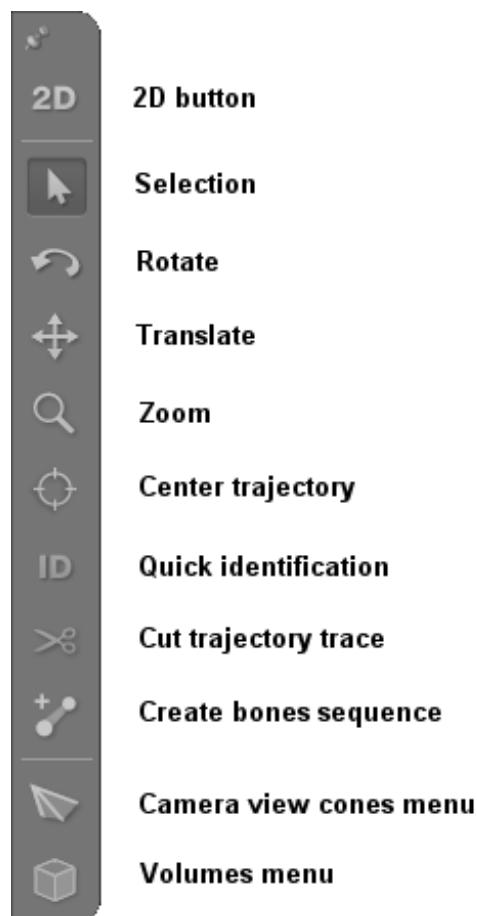 2D 2D button
Selection
Rotate
Translate
Zoom
Center trajectory
ID Quick identification
Cut trajectory trace
Create bones sequence
Camera view cones menu
Volumes menu